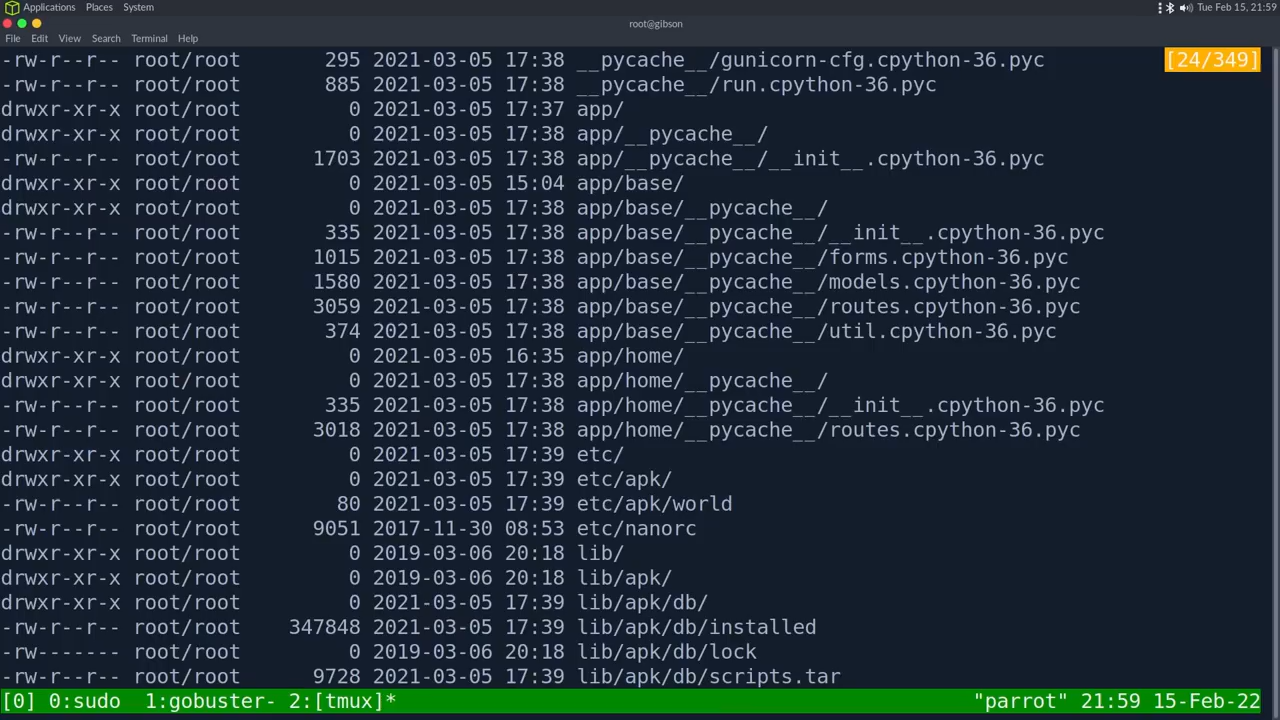 Applications Places System Tue Feb 15, 21:59
root@gibson
File Edit View Search Terminal Help
-rw-r--r-- root/root 295 2021-03-05 17:38 __pycache__/gunicorn-cfg.cpython-36.pyc [24/349]
-rw-r--r-- root/root 885 2021-03-05 17:38 __pycache__/run.cpython-36.pyc
drwxr-xr-x root/root 0 2021-03-05 17:37 app/
drwxr-xr-x root/root 0 2021-03-05 17:38 app/__pycache__/
-rw-r--r-- root/root 1703 2021-03-05 17:38 app/__pycache__/__init__.cpython-36.pyc
drwxr-xr-x root/root 0 2021-03-05 15:04 app/base/
drwxr-xr-x root/root 0 2021-03-05 17:38 app/base/__pycache__/
-rw-r--r-- root/root 335 2021-03-05 17:38 app/base/__pycache__/__init__.cpython-36.pyc
-rw-r--r-- root/root 1015 2021-03-05 17:38 app/base/__pycache__/forms.cpython-36.pyc
-rw-r--r-- root/root 1580 2021-03-05 17:38 app/base/__pycache__/models.cpython-36.pyc
-rw-r--r-- root/root 3059 2021-03-05 17:38 app/base/__pycache__/routes.cpython-36.pyc
-rw-r--r-- root/root 374 2021-03-05 17:38 app/base/__pycache__/util.cpython-36.pyc
drwxr-xr-x root/root 0 2021-03-05 16:35 app/home/
drwxr-xr-x root/root 0 2021-03-05 17:38 app/home/__pycache__/
-rw-r--r-- root/root 335 2021-03-05 17:38 app/home/__pycache__/__init__.cpython-36.pyc
-rw-r--r-- root/root 3018 2021-03-05 17:38 app/home/__pycache__/routes.cpython-36.pyc
drwxr-xr-x root/root 0 2021-03-05 17:39 etc/
drwxr-xr-x root/root 0 2021-03-05 17:39 etc/apk/
-rw-r--r-- root/root 80 2021-03-05 17:39 etc/apk/world
-rw-r--r-- root/root 9051 2017-11-30 08:53 etc/nanorc
drwxr-xr-x root/root 0 2019-03-06 20:18 lib/
drwxr-xr-x root/root 0 2019-03-06 20:18 lib/apk/
drwxr-xr-x root/root 0 2021-03-05 17:39 lib/apk/db/
-rw-r--r-- root/root 347848 2021-03-05 17:39 lib/apk/db/installed
-rw------- root/root 0 2019-03-06 20:18 lib/apk/db/lock
-rw-r--r-- root/root 9728 2021-03-05 17:39 lib/apk/db/scripts.tar
[0] 0:sudo 1:gobuster- 2:[tmux]* "parrot" 21:59 15-Feb-22